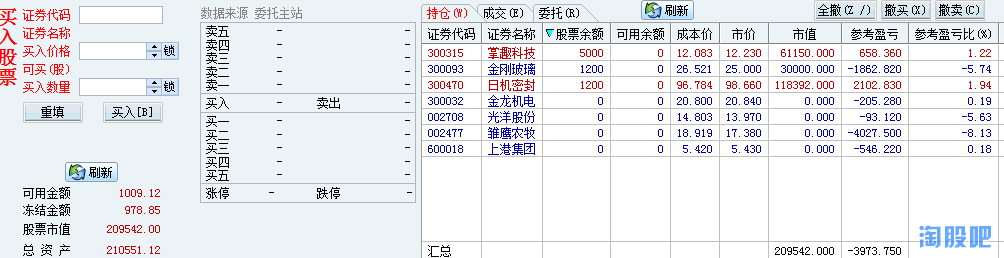 买入股票
证券代码
证券名称
买入价格 锁
可买(股)
买入数量 锁
重填 买入[B]
刷新
可用金额 1009.12
冻结金额 978.85
股票市值 209542.00
总 资 产 210551.12
数据来源 委托主站
卖五 - -
卖四 - -
卖三 - -
卖二 - -
卖一 - -
买入 - 卖出 -
买一 - -
买二 - -
买三 - -
买四 - -
买五 - -
涨停 - 跌停 -
持仓(W) 成交(E) 委托(R) 刷新 全撤(Z /) 撤买(X) 撤卖(C)
证券代码 证券名称 股票余额 可用余额 成本价 市价 市值 参考盈亏 参考盈亏比(%)
300315 掌趣科技 5000 0 12.083 12.230 61150.000 658.360 1.22
300093 金刚玻璃 1200 0 26.521 25.000 30000.000 -1862.820 -5.74
300470 日机密封 1200 0 96.784 98.660 118392.000 2102.830 1.94
300032 金龙机电 0 0 20.800 20.840 0.000 -205.280 0.19
002708 光洋股份 0 0 14.803 13.970 0.000 -93.120 -5.63
002477 雏鹰农牧 0 0 18.919 17.380 0.000 -4027.500 -8.13
600018 上港集团 0 0 5.420 5.430 0.000 -546.220 0.18
汇总 209542.000 -3973.750
淘股吧